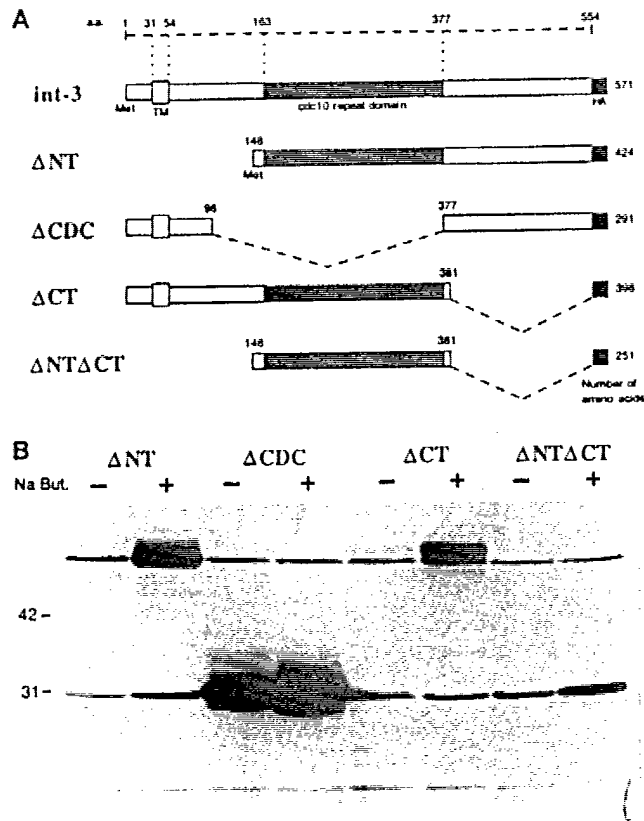 A
a.a. 1 31 54 163 377 554
int-3 571
Met TM cdc10 repeat domain HA
148
ΔNT 424
Met
98 377
ΔCDC 291
381
ΔCT 398
148 381
ΔNTΔCT 251
Number of
amino acids
B
ΔNT ΔCDC ΔCT ΔNTΔCT
Na But. − + − + − + − +
42 –
31 –